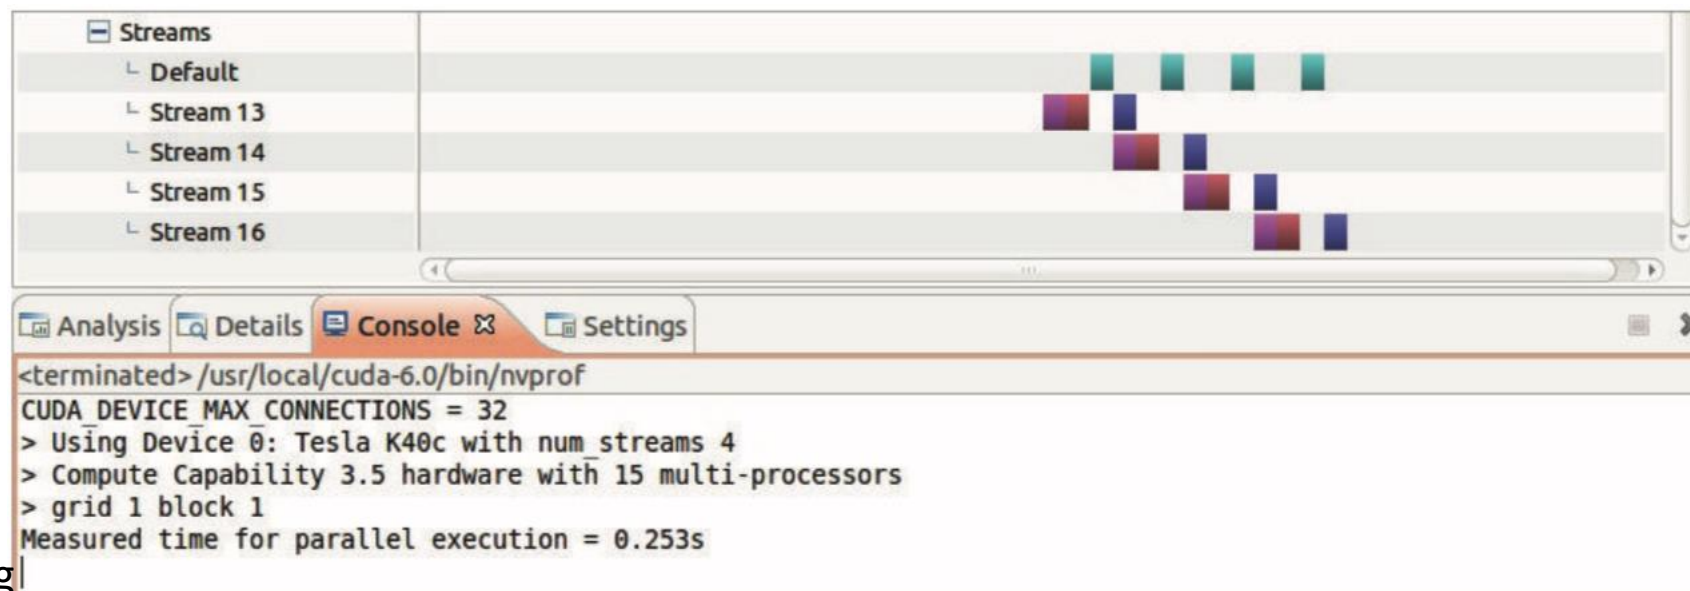 Streams
Default
Stream 13
Stream 14
Stream 15
Stream 16
Analysis Details Console Settings
<terminated> /usr/local/cuda-6.0/bin/nvprof
CUDA_DEVICE_MAX_CONNECTIONS = 32
> Using Device 0: Tesla K40c with num_streams 4
> Compute Capability 3.5 hardware with 15 multi-processors
> grid 1 block 1
Measured time for parallel execution = 0.253s
g